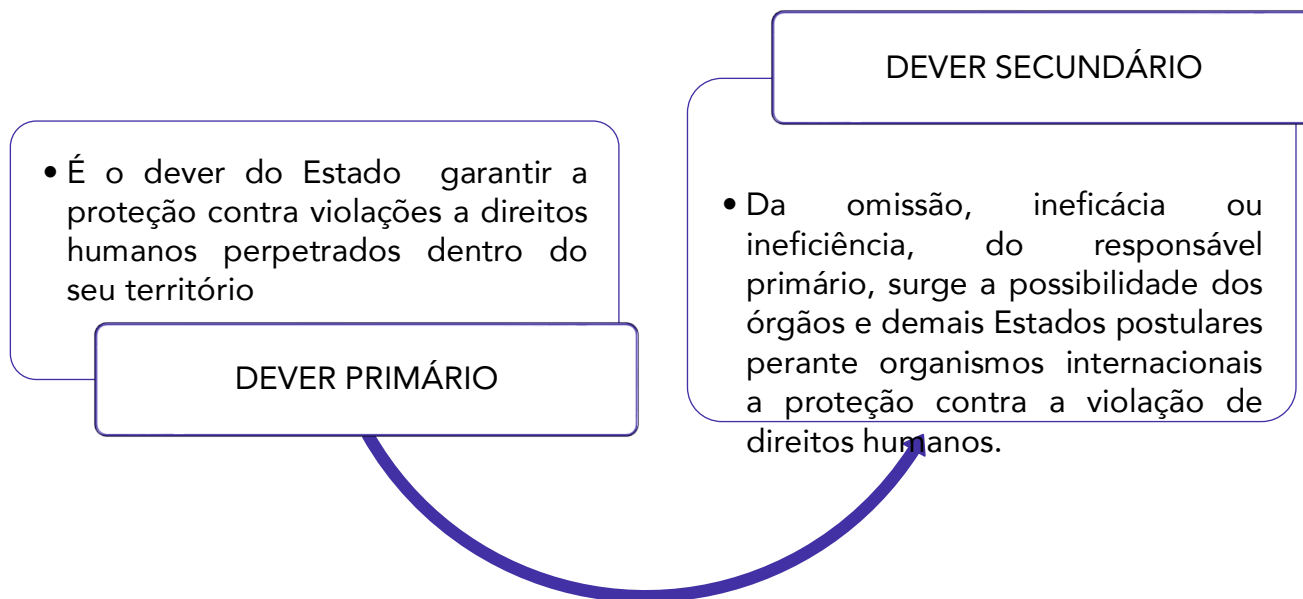 • É o dever do Estado garantir a
proteção contra violações a direitos
humanos perpetrados dentro do
seu território
DEVER PRIMÁRIO
DEVER SECUNDÁRIO
• Da omissão, ineficácia ou
ineficiência, do responsável
primário, surge a possibilidade dos
órgãos e demais Estados postulares
perante organismos internacionais
a proteção contra a violação de
direitos humanos.